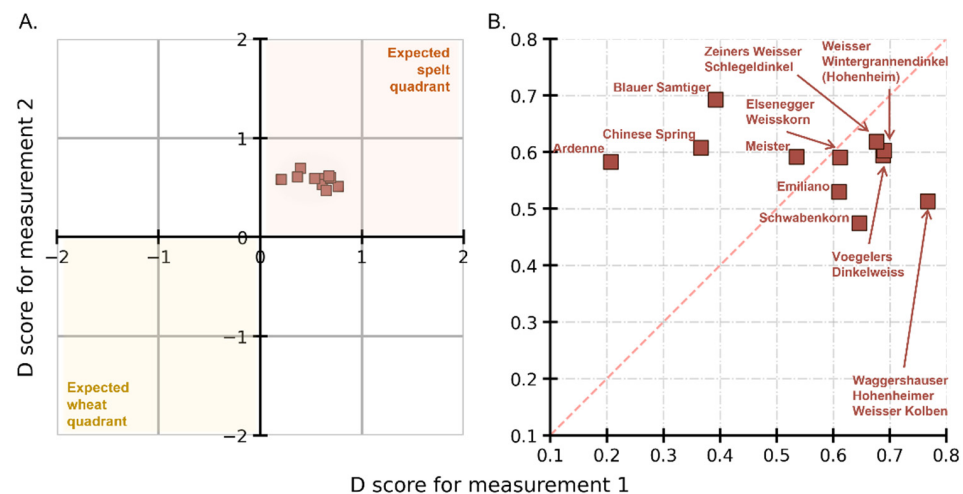 A.
B.
D score for measurement 2
2
1
0
−1
−2
−2
−1
0
1
2
Expected
spelt
quadrant
Expected
wheat
quadrant
0.8
0.7
0.6
0.5
0.4
0.3
0.2
0.1
0.1
0.2
0.3
0.4
0.5
0.6
0.7
0.8
Zeiners Weisser
Schlegeldinkel
Weisser
Wintergrannendinkel
(Hohenheim)
Blauer Samtiger
Elsenegger
Weisskorn
Chinese Spring
Meister
Ardenne
Emiliano
Schwabenkorn
Voegelers
Dinkelweiss
Waggershauser
Hohenheimer
Weisser Kolben
D score for measurement 1